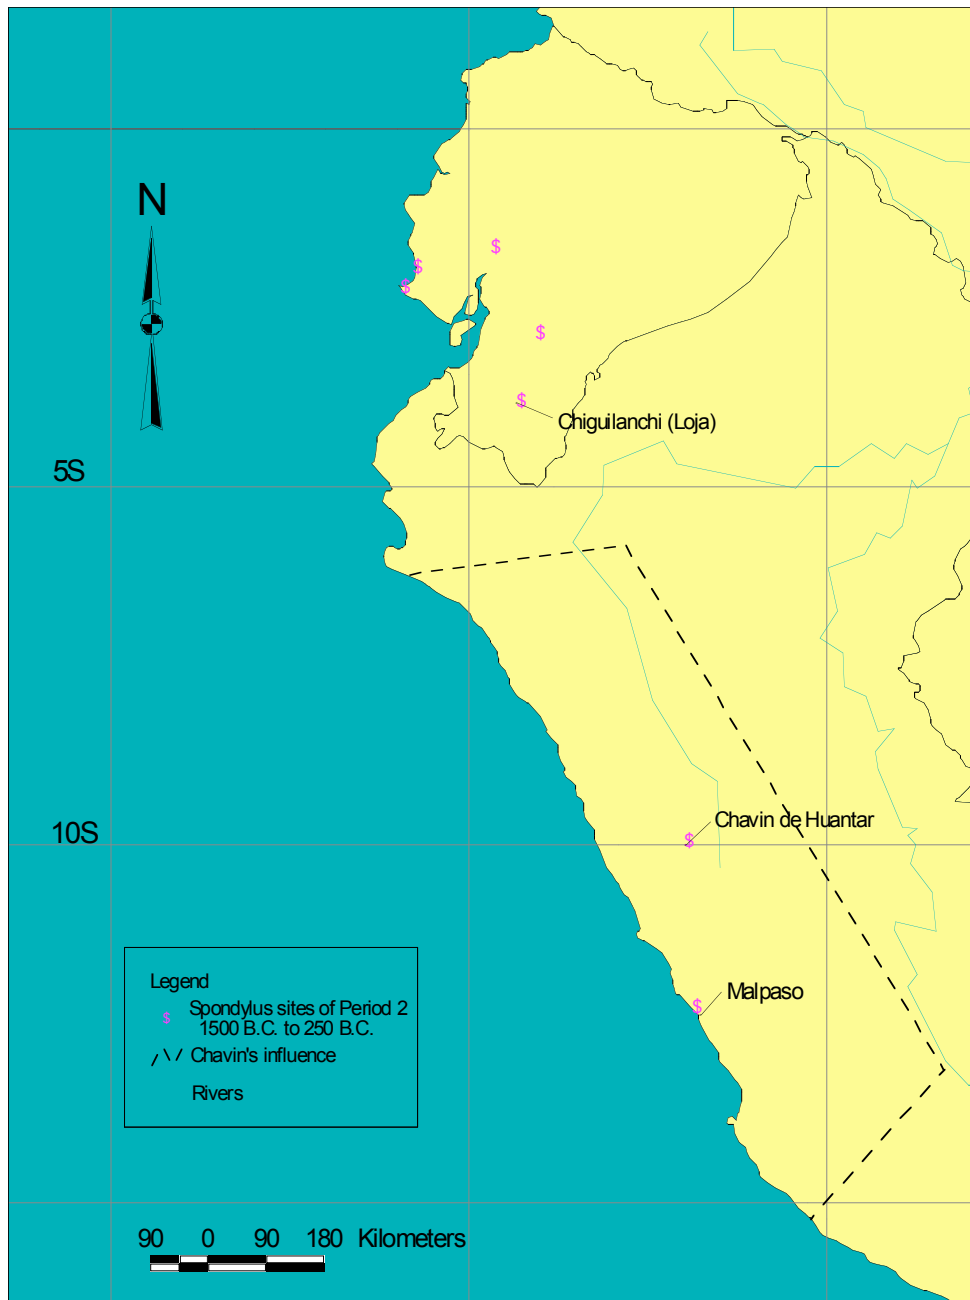 N
Chiguilanchi (Loja)
5S
10S
Chavin de Huantar
Malpaso
Legend
$ Spondylus sites of Period 2
1500 B.C. to 250 B.C.
Chavin's influence
Rivers
90 0 90 180 Kilometers
$
$
$
$
$
$
$